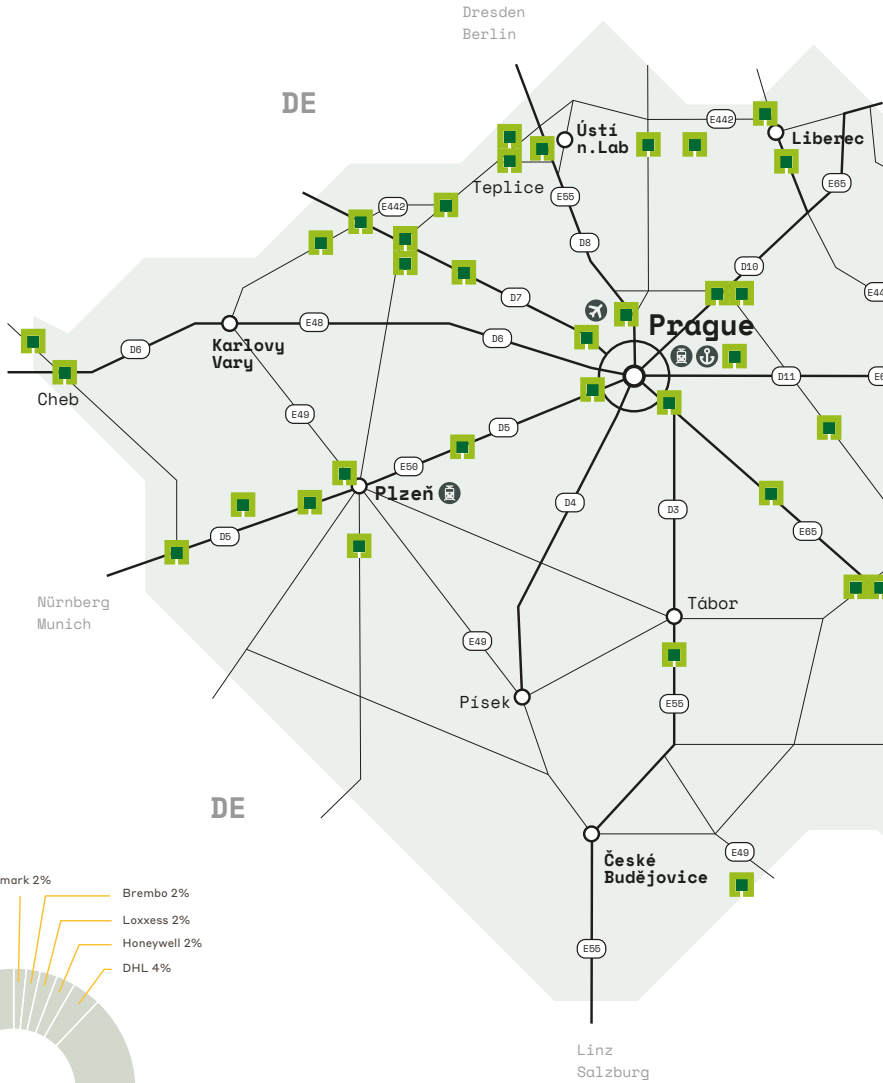 Dresden
Berlin
DE
E442
Ústí
n.Lab
Liberec
Teplice
E65
E442
E55
D8
D10
D7
Prague
Karlovy
Vary
E48
D6
D6
D11
Cheb
E49
D5
E50
Plzeň
D4
D3
E65
D5
Nürnberg
Munich
Tábor
E49
Písek
E55
DE
České
Budějovice
E49
E55
Linz
Salzburg
mark 2%
Brembo 2%
Loxxess 2%
Honeywell 2%
DHL 4%